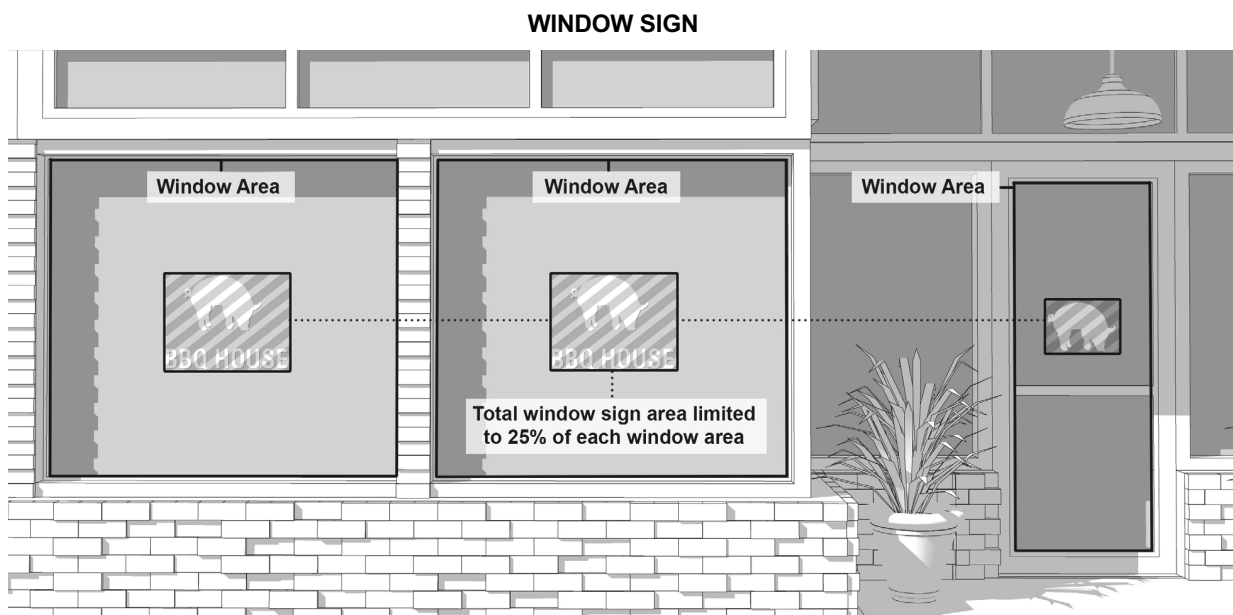 WINDOW SIGN
Window Area
Window Area
Window Area
BBQ HOUSE
BBQ HOUSE
Total window sign area limited
to 25% of each window area